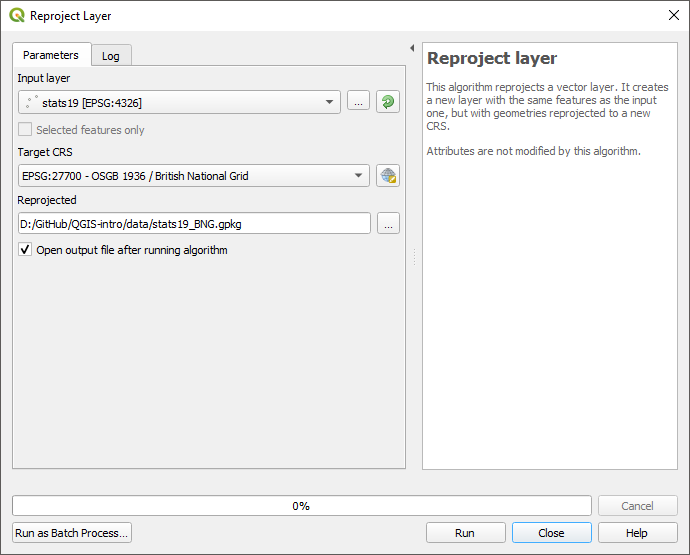 Reproject Layer
Parameters
Log
Input layer
stats19 [EPSG:4326]
...
Selected features only
Target CRS
EPSG:27700 - OSGB 1936 / British National Grid
Reprojected
D:/GitHub/QGIS-intro/data/stats19_BNG.gpkg
...
Open output file after running algorithm
Reproject layer
This algorithm reprojects a vector layer. It creates
a new layer with the same features as the input
one, but with geometries reprojected to a new
CRS.
Attributes are not modified by this algorithm.
0%
Cancel
Run as Batch Process...
Run
Close
Help